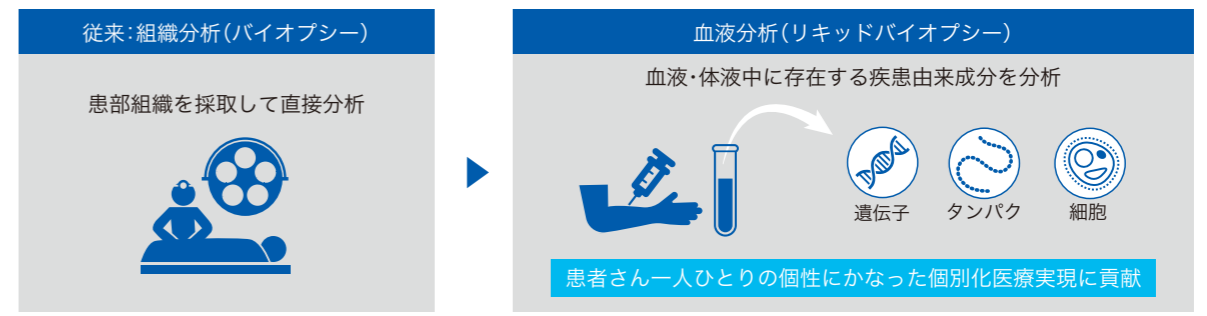 従来:組織分析(バイオプシー)
患部組織を採取して直接分析
血液分析(リキッドバイオプシー)
血液・体液中に存在する疾患由来成分を分析
遺伝子
タンパク
細胞
患者さん一人ひとりの個性にかなった個別化医療実現に貢献